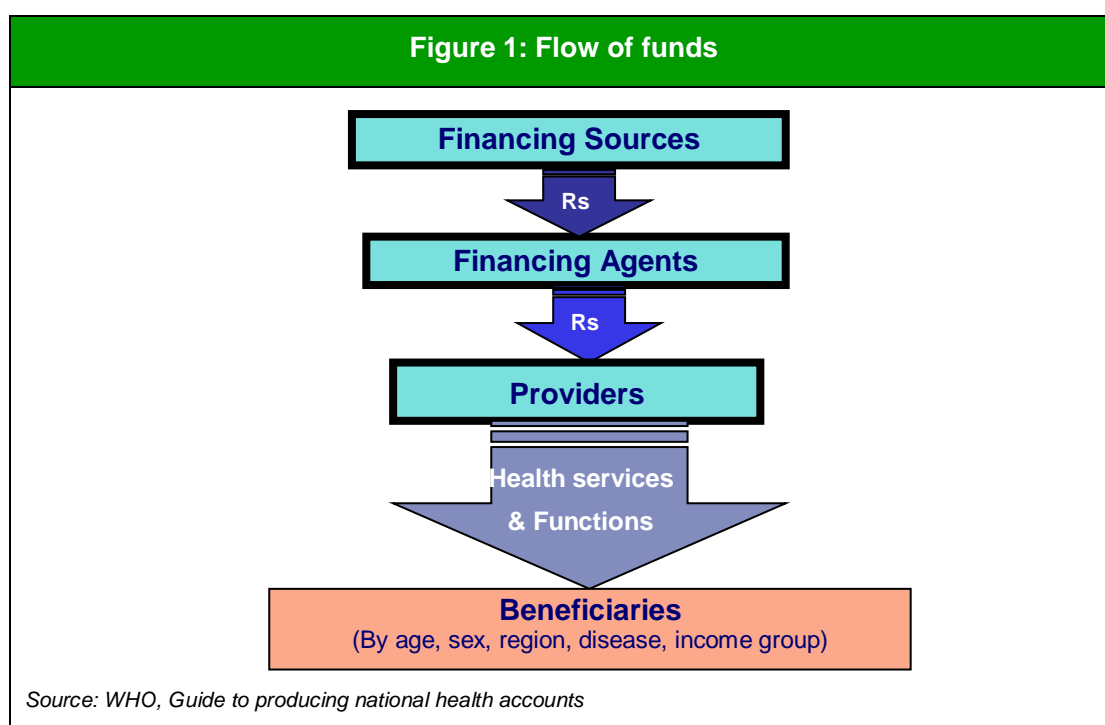 Figure 1: Flow of funds
Financing Sources
Rs
Financing Agents
Rs
Providers
Health services
& Functions
Beneficiaries
(By age, sex, region, disease, income group)
Source: WHO, Guide to producing national health accounts